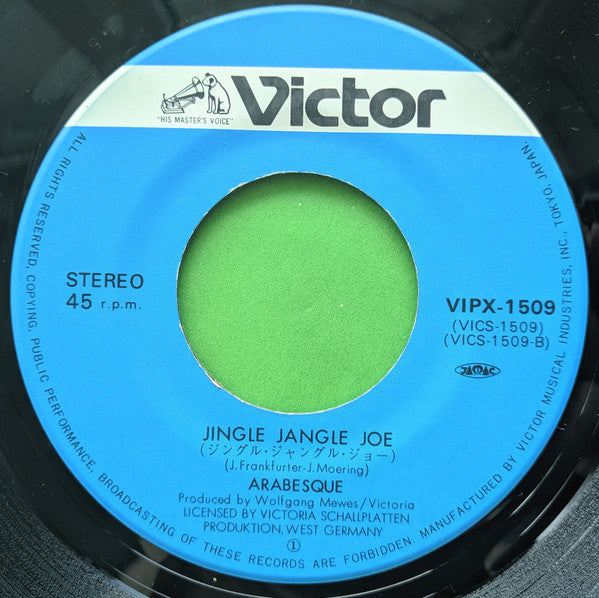 Victor
"HIS MASTER'S VOICE"
STEREO
45 r.p.m.
VIPX-1509
(VICS-1509)
(VICS-1509-B)
JASRAC
JINGLE JANGLE JOE
(ジングル・ジャングル・ジョー)
(J.Frankfurter-J.Moering)
ARABESQUE
Produced by Wolfgang Mewes/Victoria
LICENSED BY VICTORIA SCHALLPLATTEN
PRODUKTION, WEST GERMANY
①
ALL RIGHTS RESERVED, COPYING, PUBLIC PERFORMANCE, BROADCASTING OF THESE RECORDS ARE FORBIDDEN. MANUFACTURED BY VICTOR MUSICAL INDUSTRIES, INC., TOKYO, JAPAN.